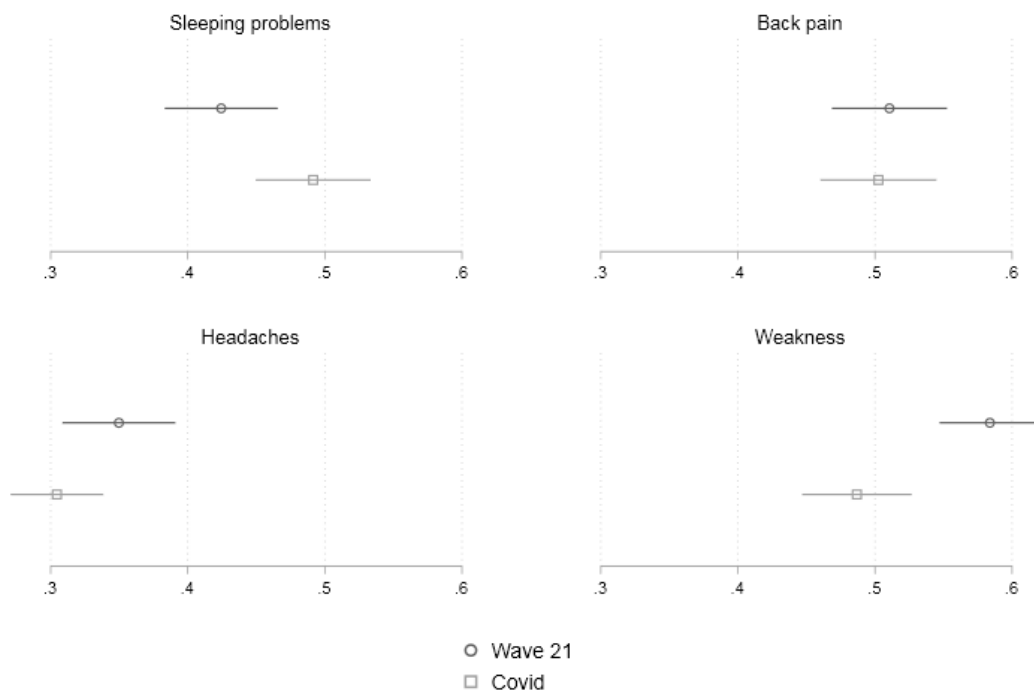 Sleeping problems
Back pain
.3 .4 .5 .6
.3 .4 .5 .6
Headaches
Weakness
.3 .4 .5 .6
.3 .4 .5 .6
Wave 21
Covid